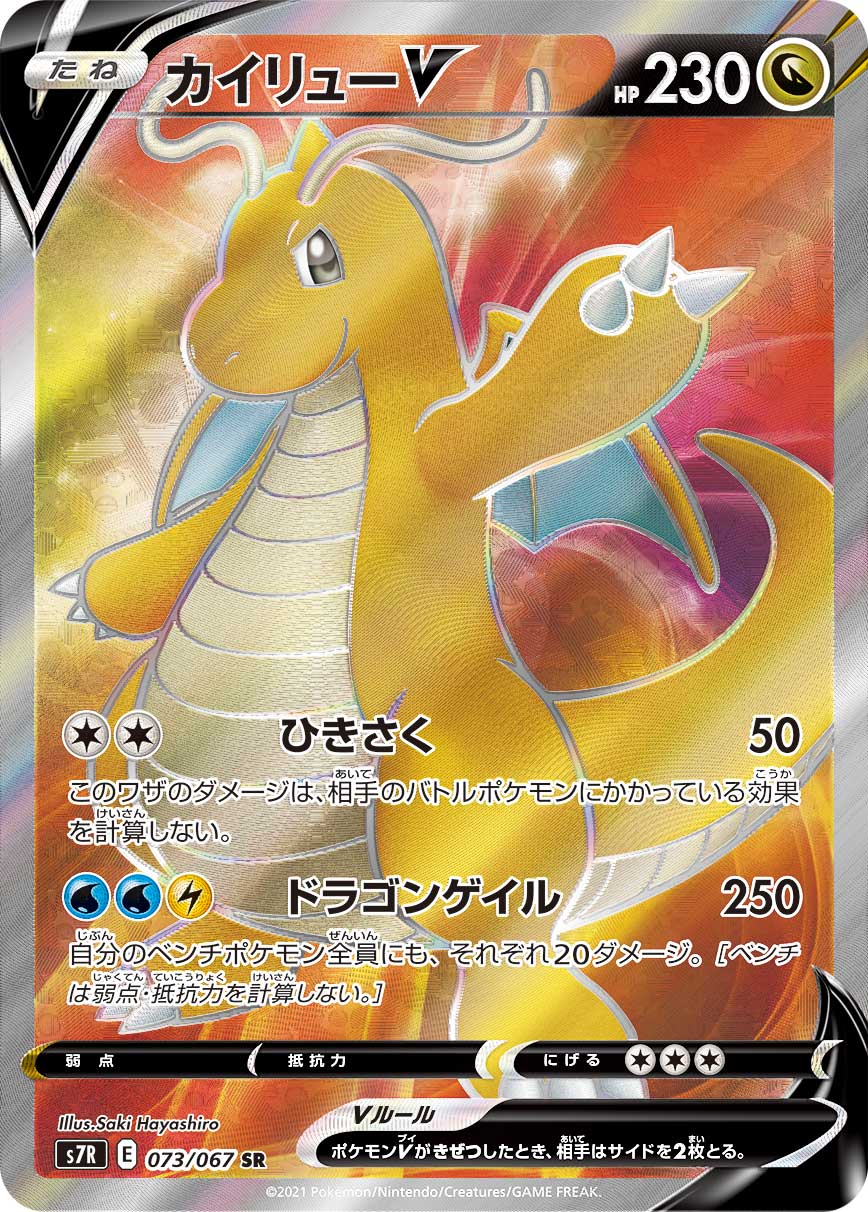 たね カイリューV HP 230
ひきさく 50
このワザのダメージは、相手のバトルポケモンにかかっている効果
を計算しない。
ドラゴンゲイル 250
自分のベンチポケモン全員にも、それぞれ20ダメージ。[ベンチ
は弱点・抵抗力を計算しない。]
弱点 抵抗力 にげる
Illus.Saki Hayashiro
Vルール
ポケモンVがきぜつしたとき、相手はサイドを2枚とる。
s7R E 073/067 SR
©2021 Pokémon/Nintendo/Creatures/GAME FREAK.